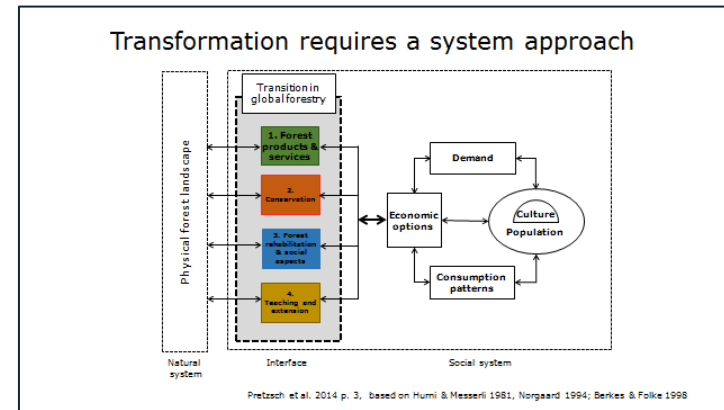 Transformation requires a system approach
Transition in
global forestry
Physical forest landscape
1. Forest
products &
services
2.
Conservation
3. Forest
rehabilitation
& social
aspects
4.
Teaching and
extension
Economic
options
Demand
Culture
Population
Consumption
patterns
Natural
system
Interface
Social system
Pretzsch et al. 2014 p. 3, based on Hurni & Messerli 1981, Norgaard 1994; Berkes & Folke 1998